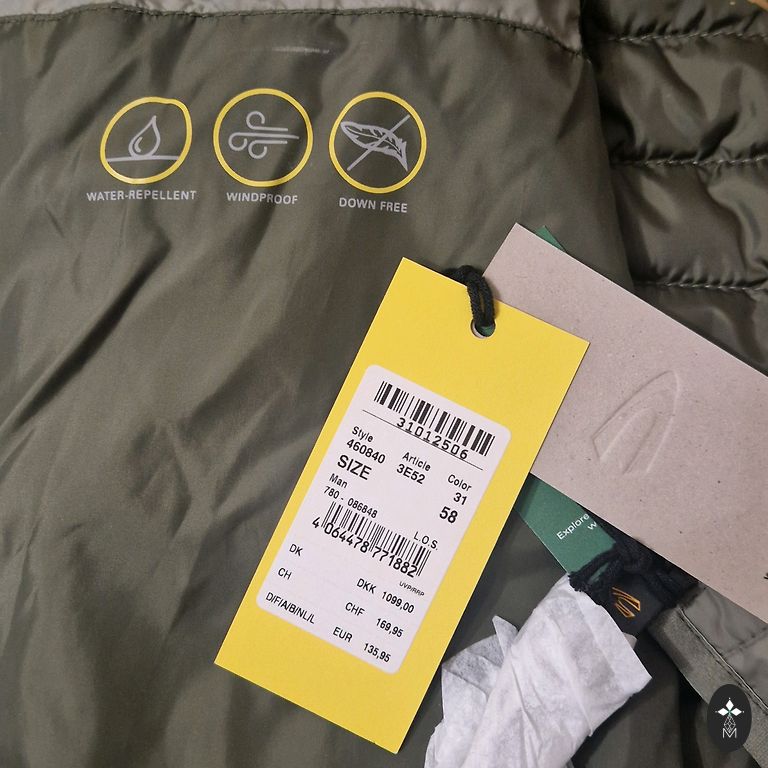 WATER-REPELLENT
WINDPROOF
DOWN FREE
31012506
Style Article Color
460840 3E52 31
SIZE 58
Man
780 - 086848
L.O.S.
4 064478 771882
UVP/RRP
DK DKK 1099,00
CH CHF 169,95
D/F/A/B/NL/L EUR 135,95
Explore
W
M